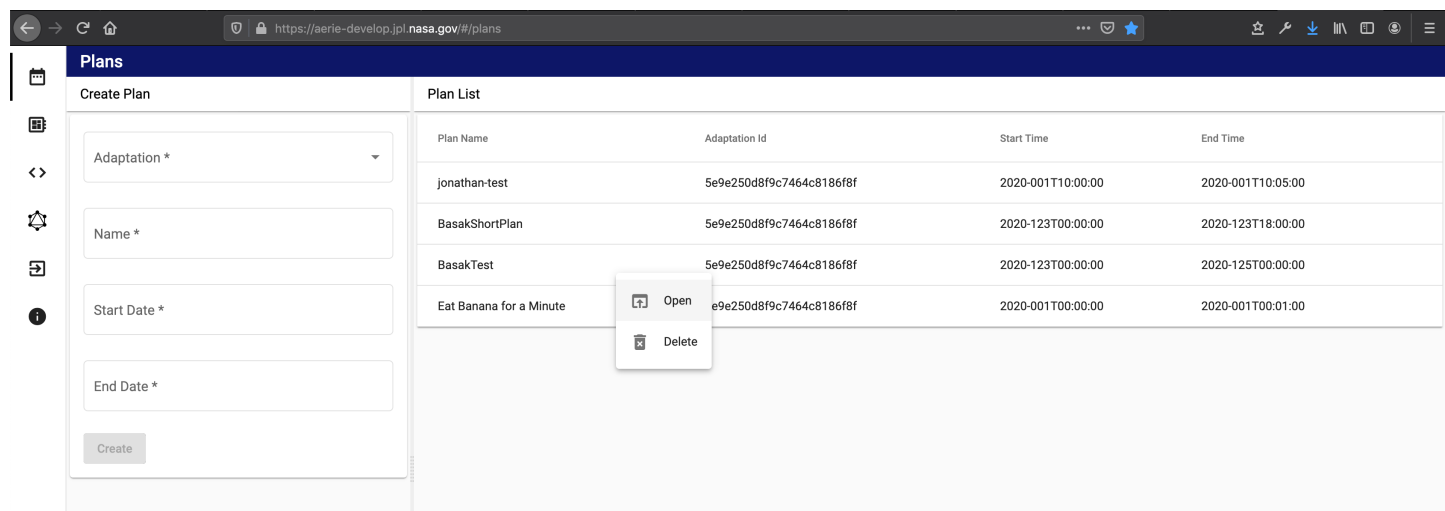 https://aerie-develop.jpl.nasa.gov/#/plans
Plans
Create Plan
Adaptation *
Name *
Start Date *
End Date *
Create
Plan List
Plan Name Adaptation Id Start Time End Time
jonathan-test 5e9e250d8f9c7464c8186f8f 2020-001T10:00:00 2020-001T10:05:00
BasakShortPlan 5e9e250d8f9c7464c8186f8f 2020-123T00:00:00 2020-123T18:00:00
BasakTest 5e9e250d8f9c7464c8186f8f 2020-123T00:00:00 2020-125T00:00:00
Eat Banana for a Minute e9e250d8f9c7464c8186f8f 2020-001T00:00:00 2020-001T00:01:00
Open
Delete